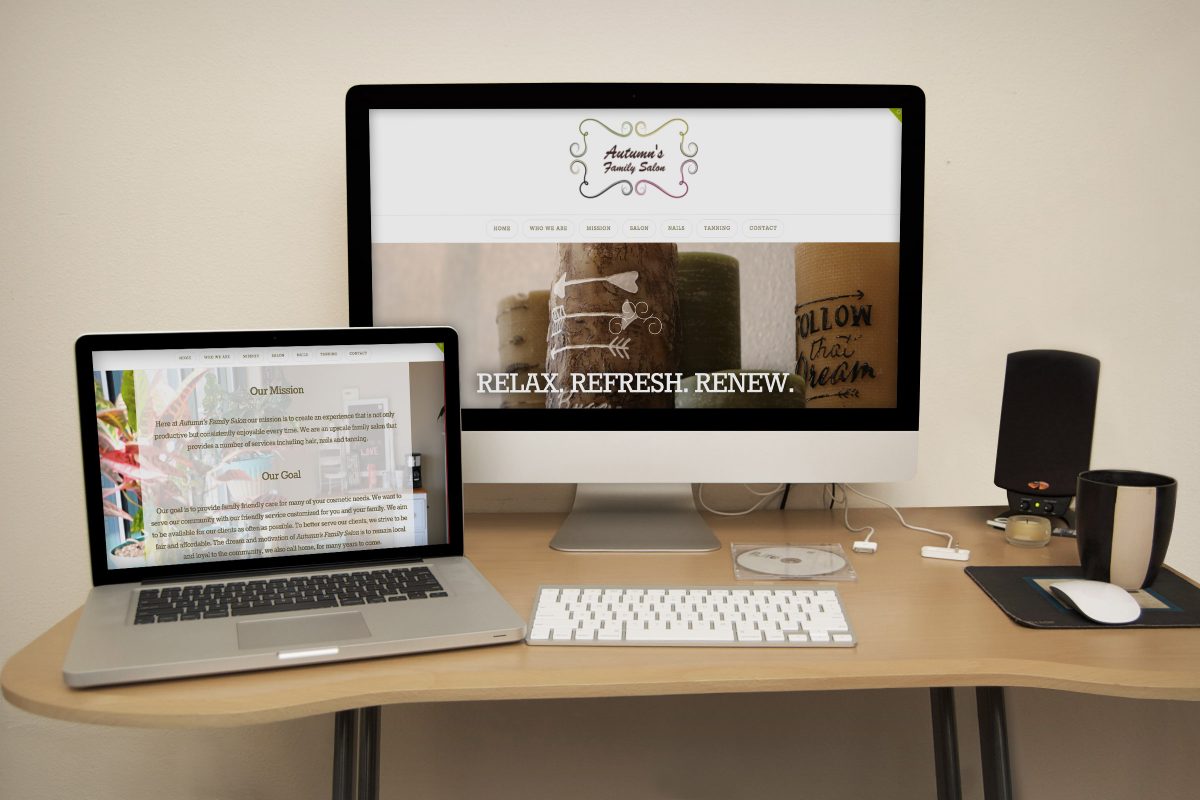 Autumn's
Family Salon
HOME WHO WE ARE MISSION SALON NAILS TANNING CONTACT
FOLLOW
that
Dream
RELAX. REFRESH. RENEW.
HOME WHO WE ARE MISSION SALON NAILS TANNING CONTACT
Our Mission
Here at Autumn's Family Salon our mission is to create an experience that is not only
productive but consistently enjoyable every time. We are an upscale family salon that
provides a number of services including hair, nails and tanning.
LOVE
Our Goal
Our goal is to provide family friendly care for many of your cosmetic needs. We want to
serve our community with our friendly service customized for you and your family. We aim
to be available for our clients as often as possible. To better serve our clients, we strive to be
fair and affordable. The dream and motivation of Autumn's Family Salon is to remain local
and loyal to the community, we also call home, for many years to come.